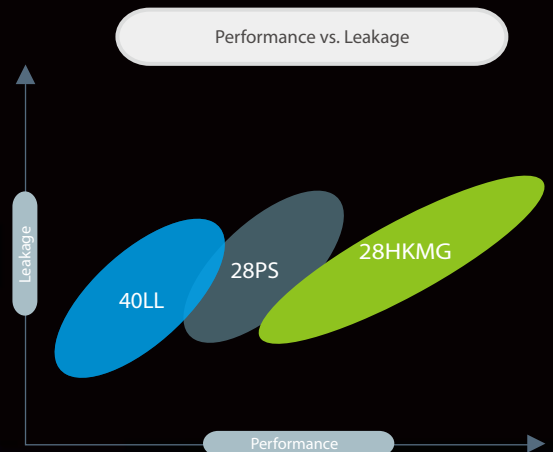 Performance vs. Leakage
Leakage
40LL
28PS
28HKMG
Performance